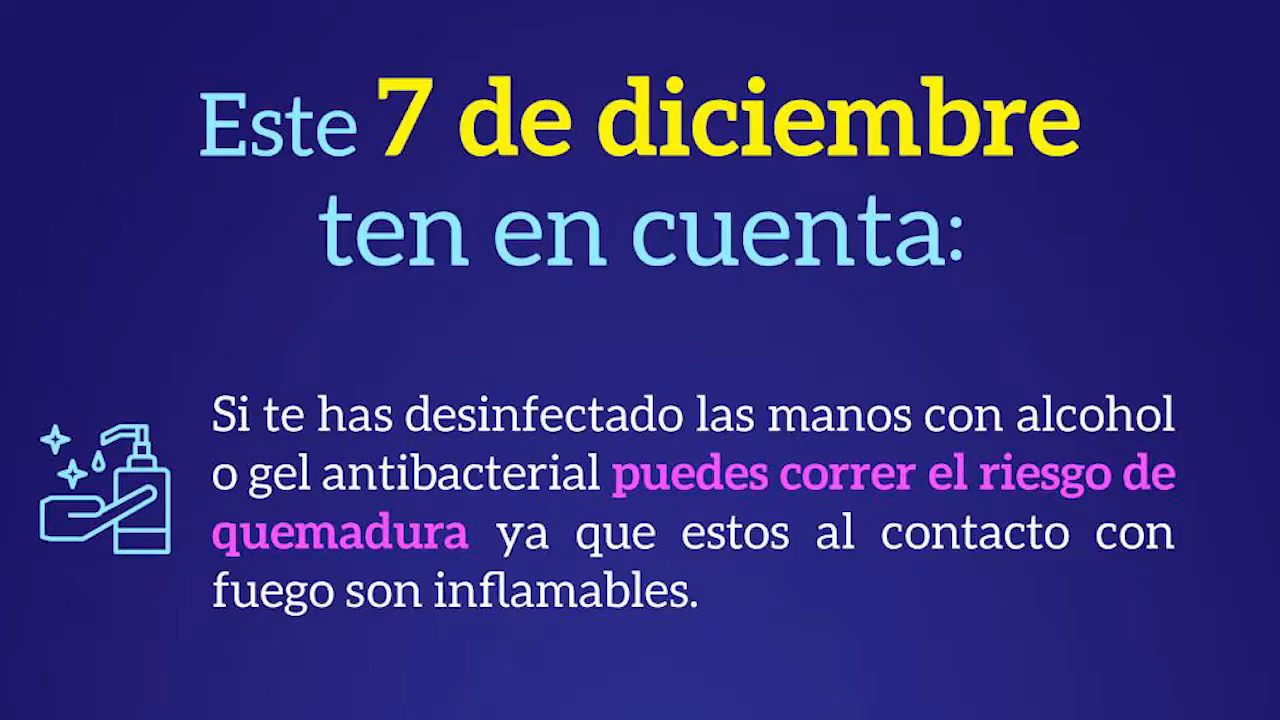 Este 7 de diciembre
ten en cuenta:
Si te has desinfectado las manos con alcohol
o gel antibacterial puedes correr el riesgo de
quemadura ya que estos al contacto con
fuego son inflamables.